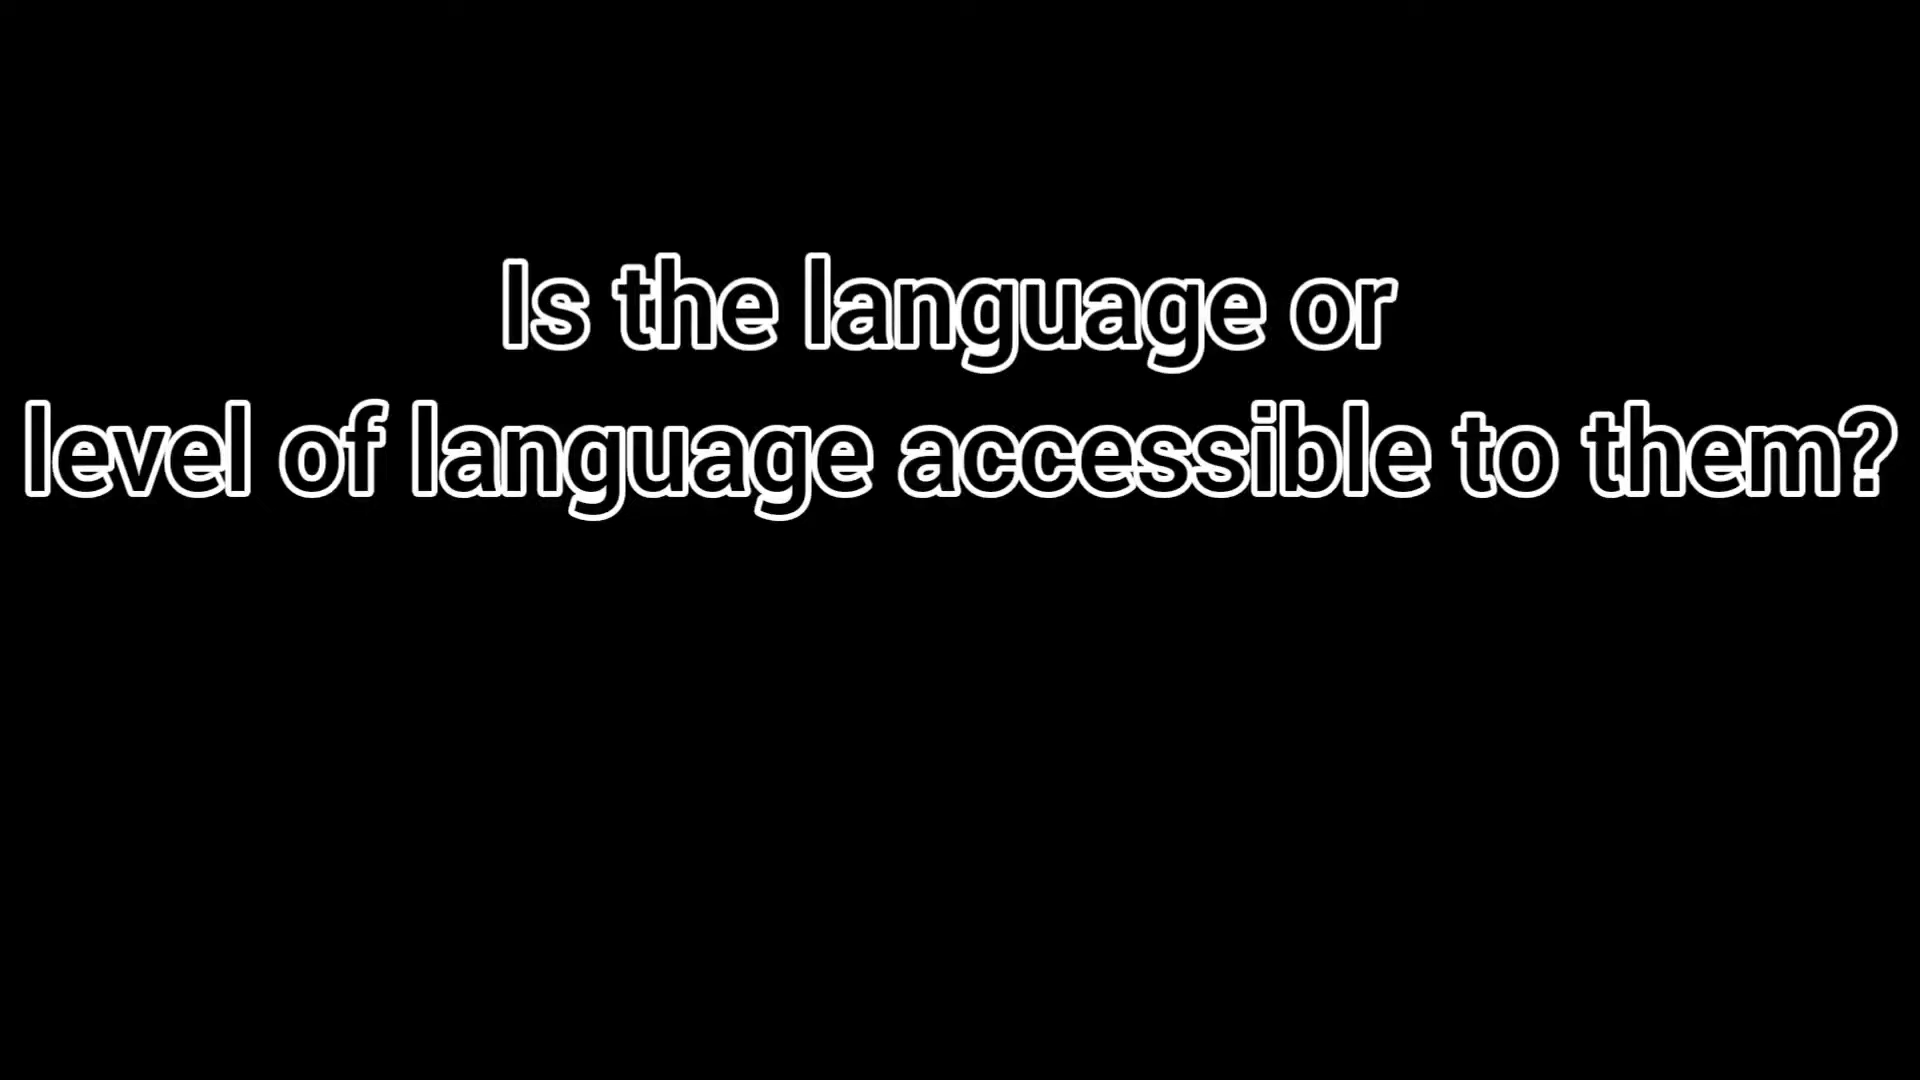 Is the language or
level of language accessible to them?